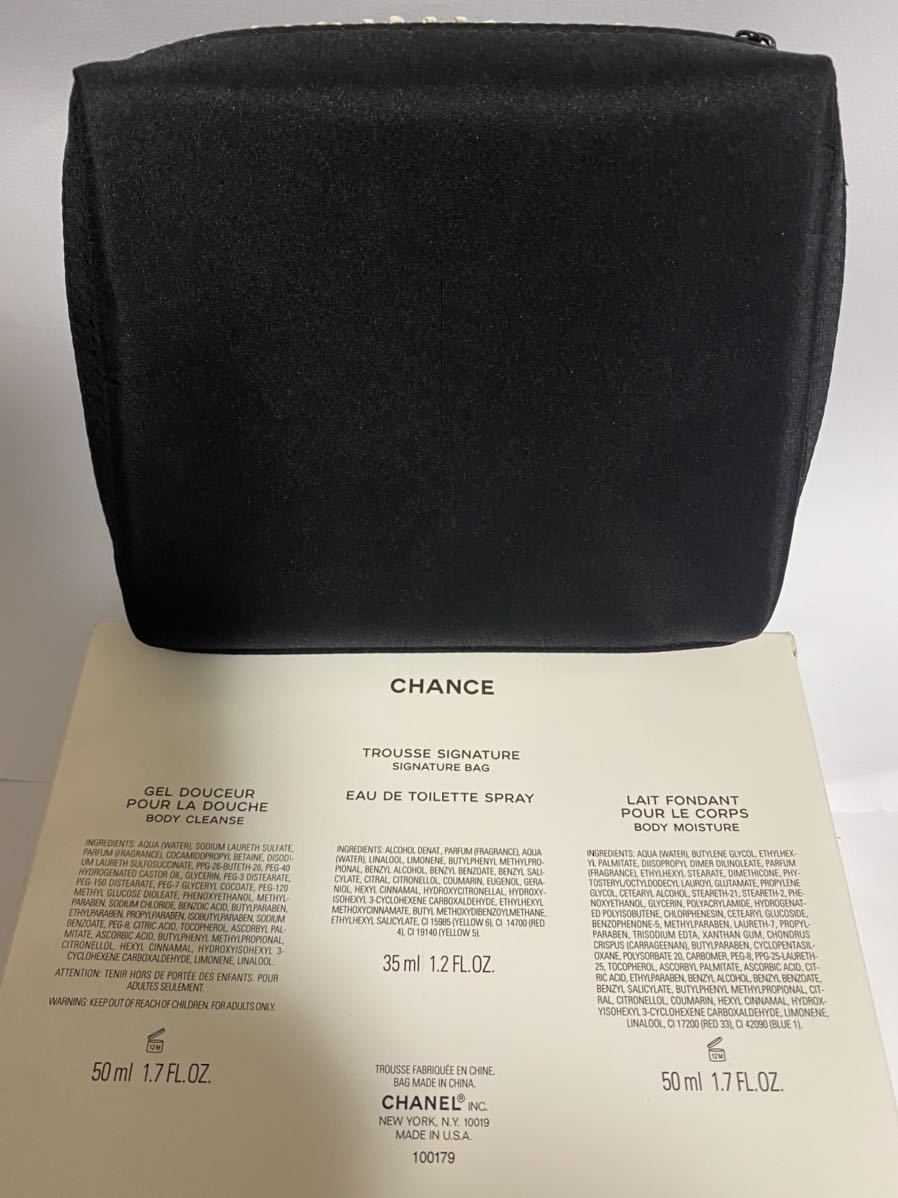 CHANCE
TROUSSE SIGNATURE
SIGNATURE BAG
GEL DOUCEUR
POUR LA DOUCHE
BODY CLEANSE
INGREDIENTS: AQUA (WATER), SODIUM LAURETH SULFATE,
PARFUM (FRAGRANCE), COCAMIDOPROPYL BETAINE, DISODI-
UM LAURETH SULFOSUCCINATE, PPG-26-BUTETH-26, PEG-40
HYDROGENATED CASTOR OIL, GLYCERIN, PEG-3 DISTEARATE,
PEG-150 DISTEARATE, PEG-7 GLYCERYL COCOATE, PEG-120
METHYL GLUCOSE DIOLEATE, PHENOXYETHANOL, METHYL-
PARABEN, SODIUM CHLORIDE, BENZOIC ACID, BUTYLPARABEN,
ETHYLPARABEN, PROPYLPARABEN, ISOBUTYLPARABEN, SODIUM
BENZOATE, PEG-8, CITRIC ACID, TOCOPHEROL, ASCORBYL PAL-
MITATE, ASCORBIC ACID, BUTYLPHENYL METHYLPROPIONAL,
CITRONELLOL, HEXYL CINNAMAL, HYDROXYISOHEXYL 3-
CYCLOHEXENE CARBOXALDEHYDE, LIMONENE, LINALOOL.
ATTENTION: TENIR HORS DE PORTÉE DES ENFANTS. POUR
ADULTES SEULEMENT.
WARNING: KEEP OUT OF REACH OF CHILDREN. FOR ADULTS ONLY.
12M
50 ml 1.7 FL.OZ.
EAU DE TOILETTE SPRAY
INGREDIENTS: ALCOHOL DENAT., PARFUM (FRAGRANCE), AQUA
(WATER), LINALOOL, LIMONENE, BUTYLPHENYL METHYLPRO-
PIONAL, BENZYL ALCOHOL, BENZYL BENZOATE, BENZYL SALI-
CYLATE, CITRAL, CITRONELLOL, COUMARIN, EUGENOL, GERA-
NIOL, HEXYL CINNAMAL, HYDROXYCITRONELLAL, HYDROXY-
ISOHEXYL 3-CYCLOHEXENE CARBOXALDEHYDE, ETHYLHEXYL
METHOXYCINNAMATE, BUTYL METHOXYDIBENZOYLMETHANE,
ETHYLHEXYL SALICYLATE, CI 15985 (YELLOW 6), CI 14700 (RED
4), CI 19140 (YELLOW 5).
35 ml 1.2 FL.OZ.
TROUSSE FABRIQUÉE EN CHINE.
BAG MADE IN CHINA.
CHANEL® INC.
NEW YORK, N.Y. 10019
MADE IN U.S.A.
100179
LAIT FONDANT
POUR LE CORPS
BODY MOISTURE
INGREDIENTS: AQUA (WATER), BUTYLENE GLYCOL, ETHYLHEX-
YL PALMITATE, DIISOPROPYL DIMER DILINOLEATE, PARFUM
(FRAGRANCE), ETHYLHEXYL STEARATE, DIMETHICONE, PHY-
TOSTERYL/OCTYLDODECYL LAUROYL GLUTAMATE, PROPYLENE
GLYCOL, CETEARYL ALCOHOL, STEARETH-21, STEARETH-2, PHE-
NOXYETHANOL, GLYCERIN, POLYACRYLAMIDE, HYDROGENAT-
ED POLYISOBUTENE, CHLORPHENESIN, CETEARYL GLUCOSIDE,
BENZOPHENONE-5, METHYLPARABEN, LAURETH-7, PROPYL-
PARABEN, TRISODIUM EDTA, XANTHAN GUM, CHONDRUS
CRISPUS (CARRAGEENAN), BUTYLPARABEN, CYCLOPENTASIL-
OXANE, POLYSORBATE 20, CARBOMER, PEG-8, PPG-25-LAURETH-
25, TOCOPHEROL, ASCORBYL PALMITATE, ASCORBIC ACID, CIT-
RIC ACID, ETHYLPARABEN, BENZYL ALCOHOL, BENZYL BENZOATE,
BENZYL SALICYLATE, BUTYLPHENYL METHYLPROPIONAL, CIT-
RAL, CITRONELLOL, COUMARIN, HEXYL CINNAMAL, HYDROX-
YISOHEXYL 3-CYCLOHEXENE CARBOXALDEHYDE, LIMONENE,
LINALOOL, CI 17200 (RED 33), CI 42090 (BLUE 1).
12M
50 ml 1.7 FL.OZ.